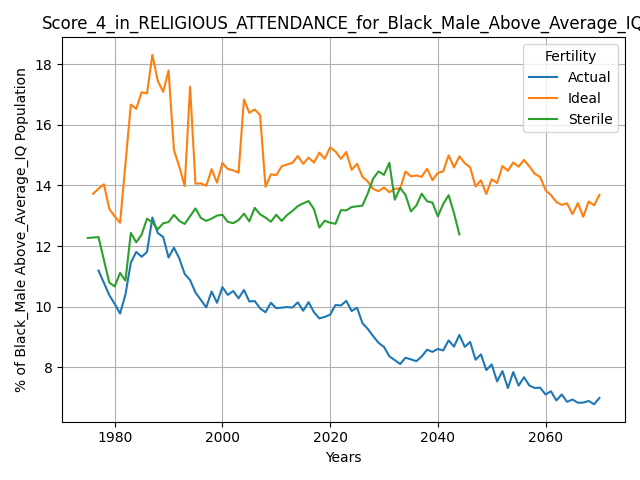 Score_4_in_RELIGIOUS_ATTENDANCE_for_Black_Male_Above_Average_IQ
% of Black_Male Above_Average_IQ Population
18
16
14
12
10
8
Fertility
Actual
Ideal
Sterile
1980
2000
2020
2040
2060
Years